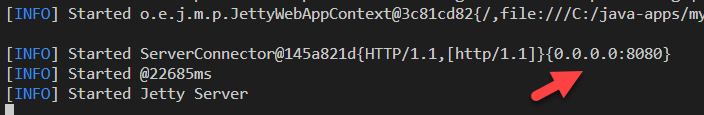 [INFO] Started o.e.j.m.p.JettyWebAppContext@3c81cd82{/,file:///C:/java-apps/my
[INFO] Started ServerConnector@145a821d{HTTP/1.1,[http/1.1]}{0.0.0.0:8080}
[INFO] Started @22685ms
[INFO] Started Jetty Server